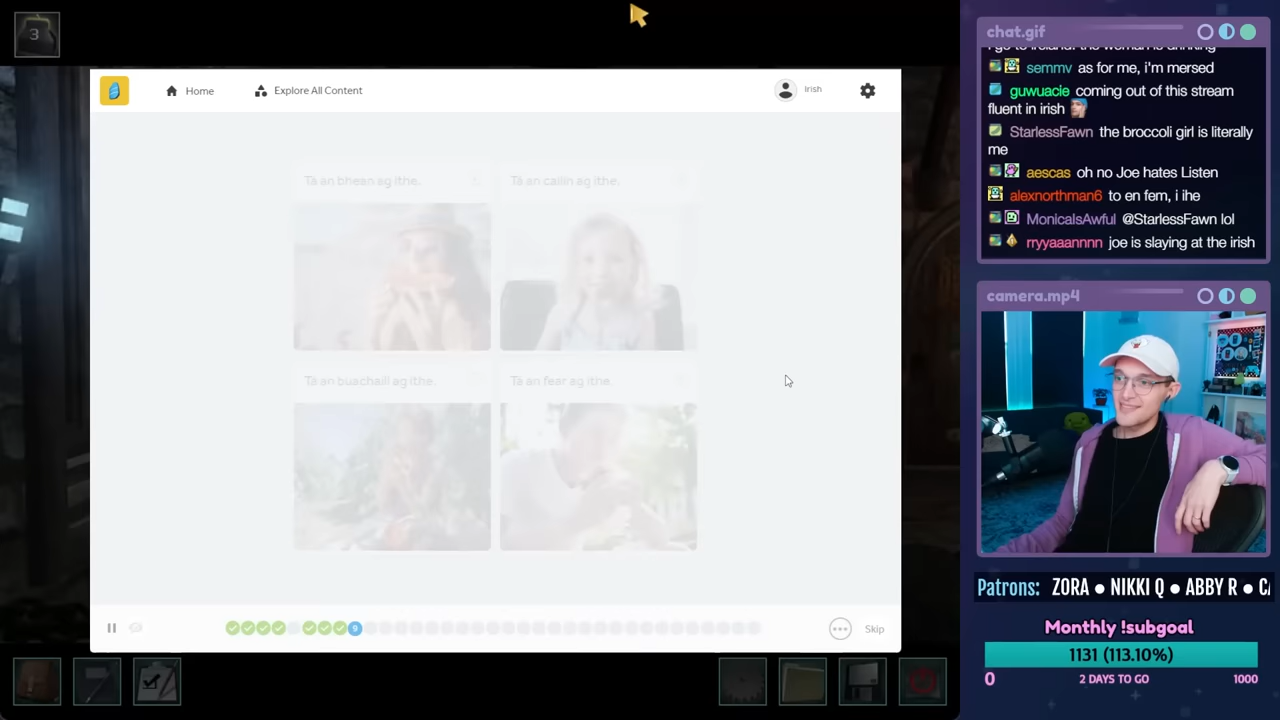 3
Home
Explore All Content
Irish
Tá an bhean ag ithe.
Tá an cailín ag ithe.
Tá an buachaill ag ithe.
Tá an fear ag ithe.
9
Skip
chat.gif
semmv as for me, i'm mersed
guwuacie coming out of this stream
fluent in irish
StarlessFawn the broccoli girl is literally
me
aescas oh no Joe hates Listen
alexnorthman6 to en fem, i ihe
MonicaIsAwful @StarlessFawn lol
rryyaaannnn joe is slaying at the irish
camera.mp4
Patrons: ZORA ● NIKKI Q ● ABBY R ●
Monthly !subgoal
1131 (113.10%)
0 2 DAYS TO GO 1000